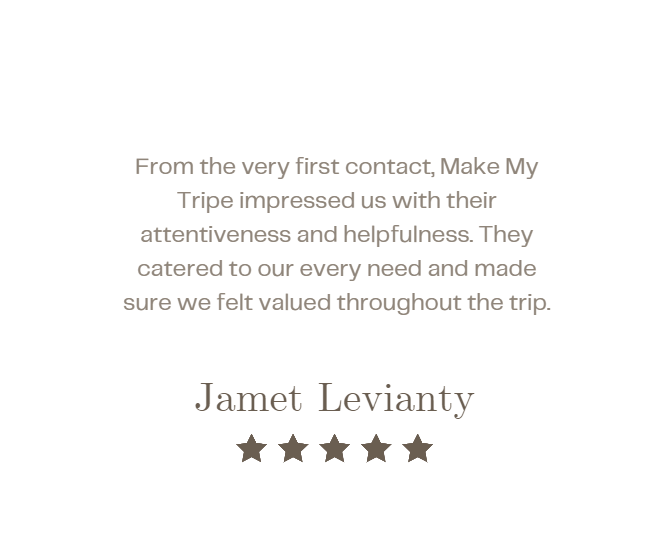 From the very first contact, Make My
Tripe impressed us with their
attentiveness and helpfulness. They
catered to our every need and made
sure we felt valued throughout the trip.
Jamet Levianty